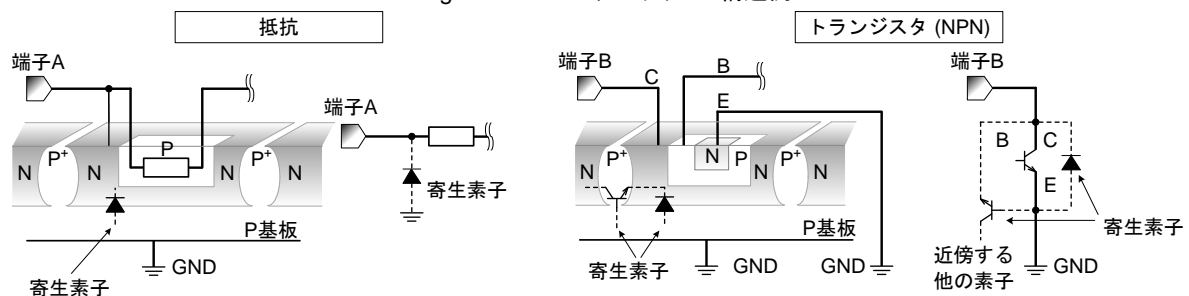 抵抗
トランジスタ (NPN)
端子A
端子A
P
N
P+
N
N
P+
N
寄生素子
P基板
GND
寄生素子
端子B
C
B
E
N
P+
N
N
P
N
P+
N
P基板
寄生素子
GND
GND
端子B
B
C
E
寄生素子
近傍する
他の素子
GND